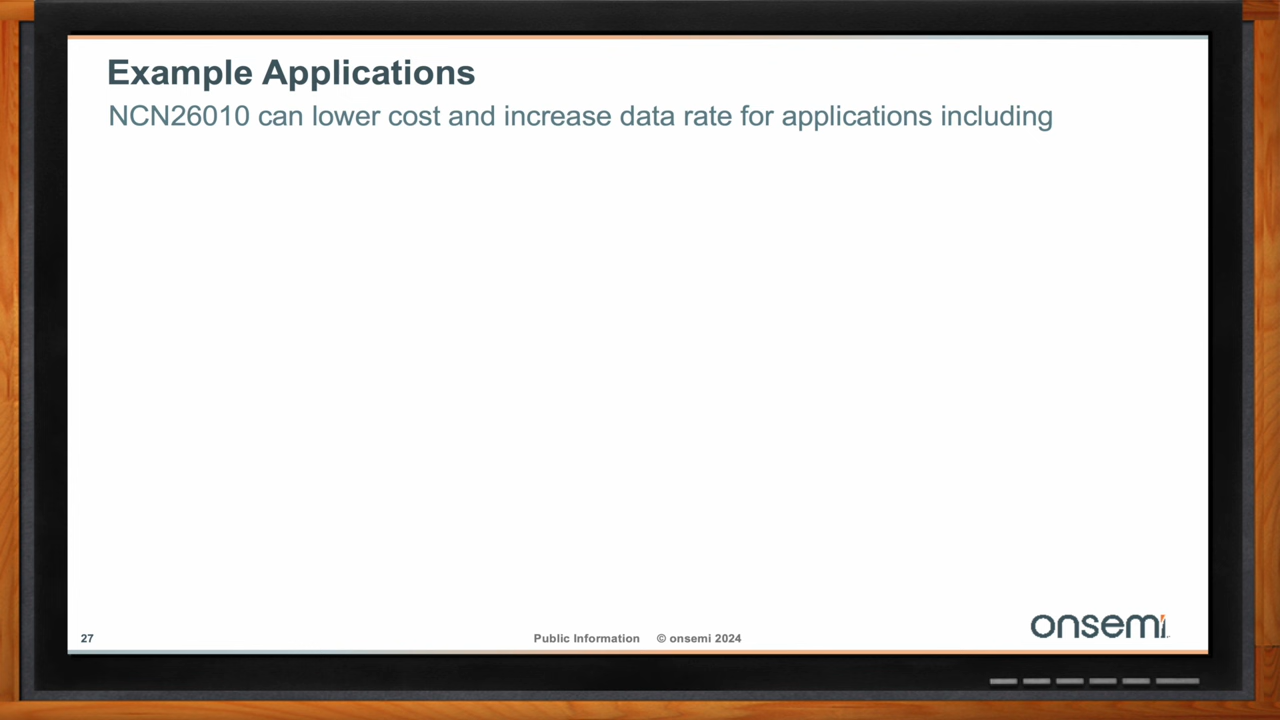 Example Applications
NCN26010 can lower cost and increase data rate for applications including
27
Public Information © onsemi 2024
onsemi